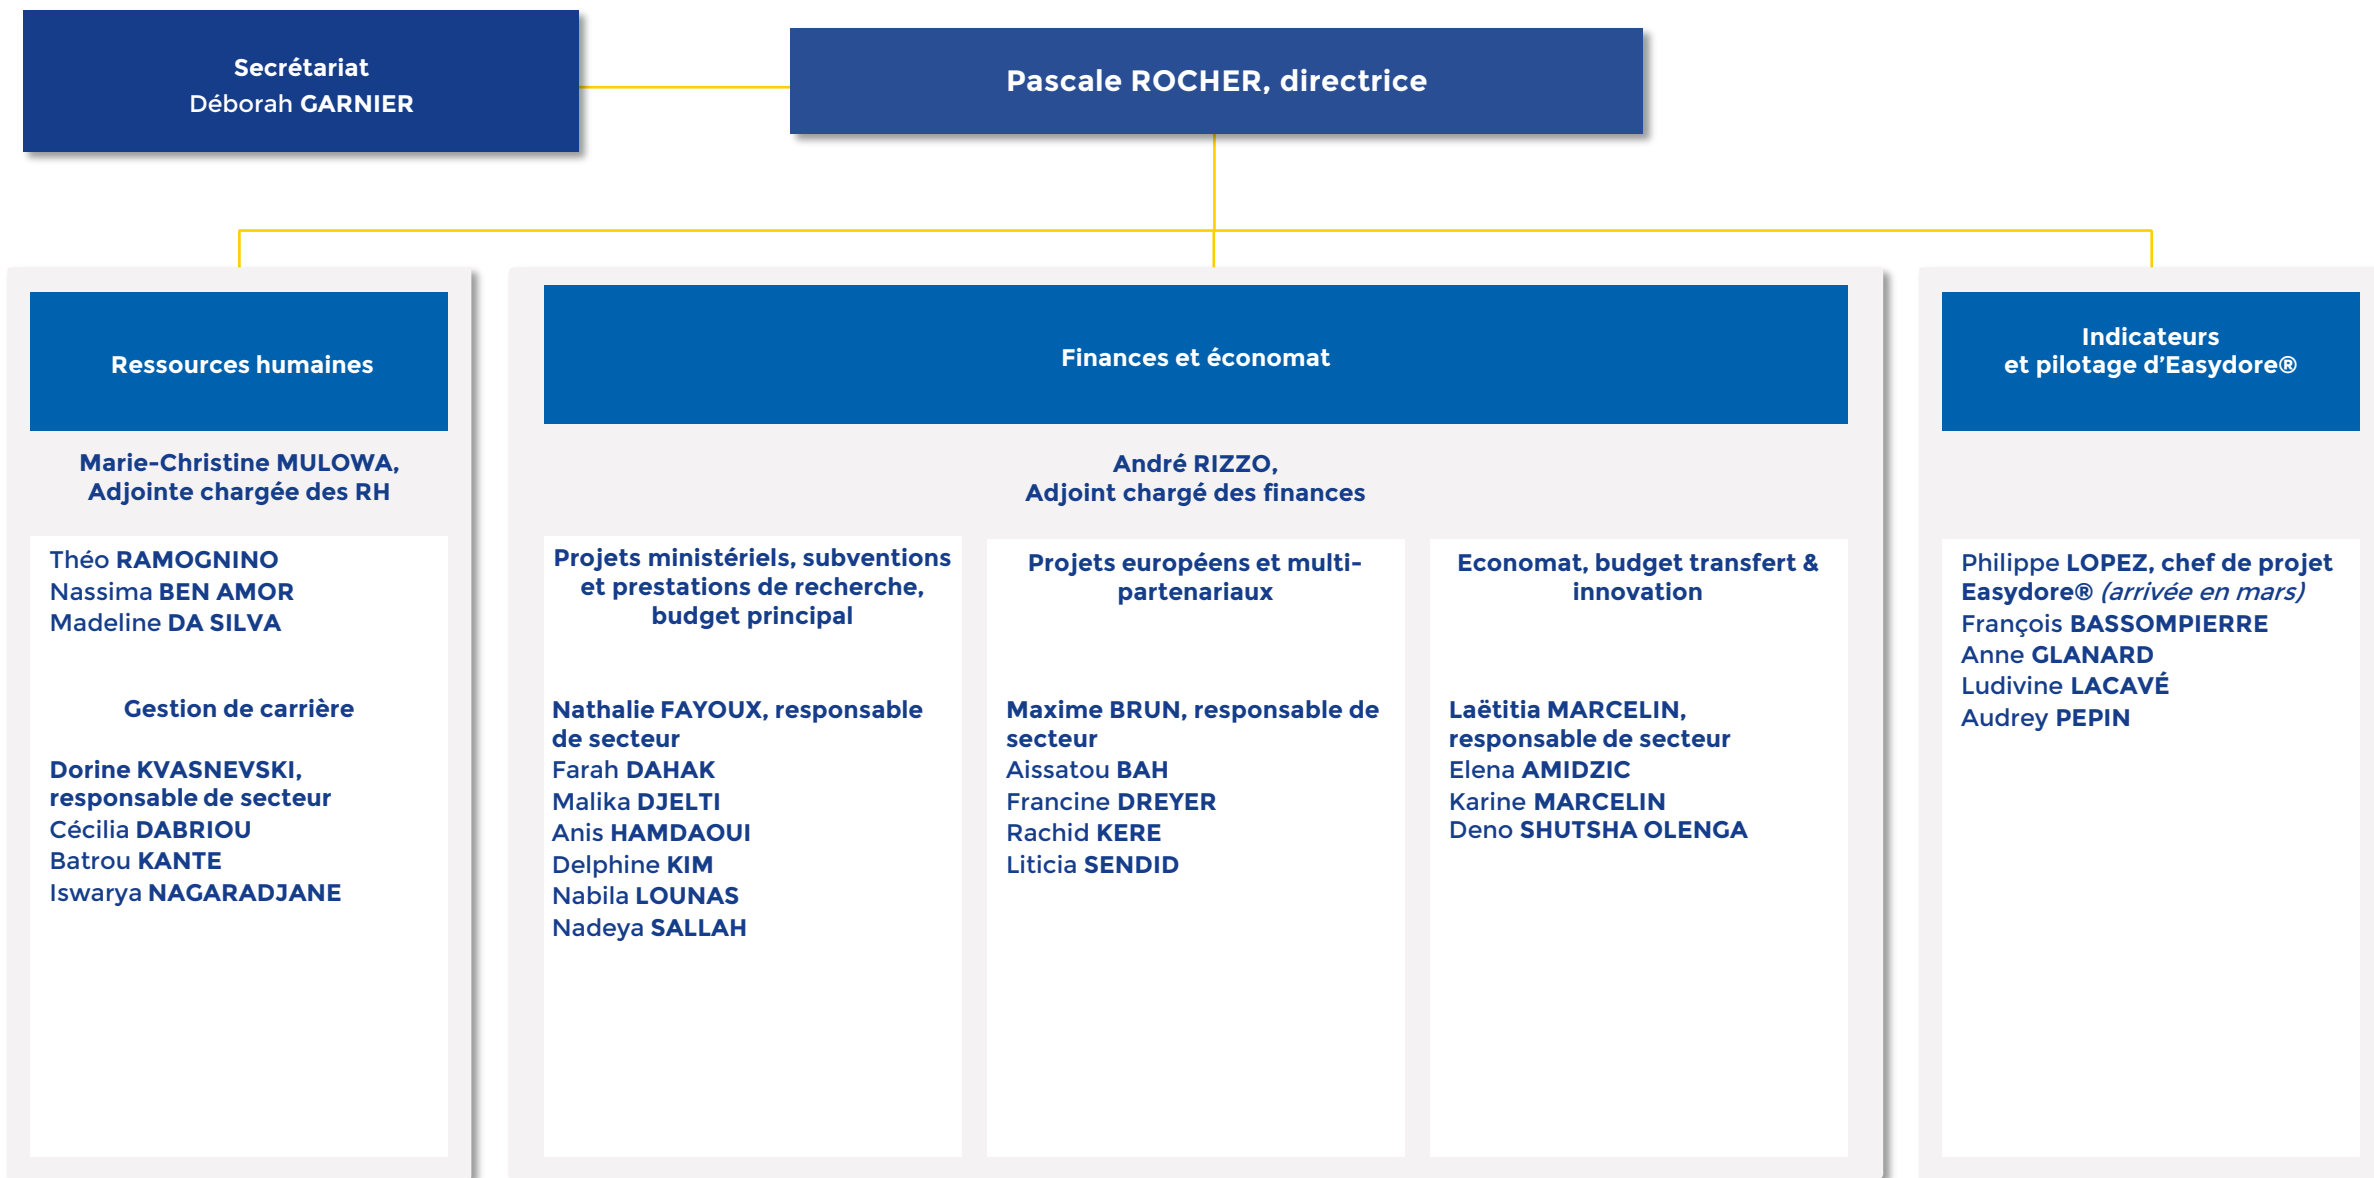 Secrétariat
Déborah GARNIER
Pascale ROCHER, directrice
Ressources humaines
Marie-Christine MULOWA,
Adjointe chargée des RH
Théo RAMOGNINO
Nassima BEN AMOR
Madeline DA SILVA
Gestion de carrière
Dorine KVASNEVSKI,
responsable de secteur
Cécilia DABRIOU
Batrou KANTE
Iswarya NAGARADJANE
Finances et économat
André RIZZO,
Adjoint chargé des finances
Projets ministériels, subventions
et prestations de recherche,
budget principal
Nathalie FAYOUX, responsable
de secteur
Farah DAHAK
Malika DJELTI
Anis HAMDAOUI
Delphine KIM
Nabila LOUNAS
Nadeya SALLAH
Projets européens et multi-
partenariaux
Maxime BRUN, responsable de
secteur
Aissatou BAH
Francine DREYER
Rachid KERE
Liticia SENDID
Economat, budget transfert &
innovation
Laëtitia MARCELIN,
responsable de secteur
Elena AMIDZIC
Karine MARCELIN
Deno SHUTSHA OLENGA
Indicateurs
et pilotage d’Easydore®
Philippe LOPEZ, chef de projet
Easydore® (arrivée en mars)
François BASSOMPIERRE
Anne GLANARD
Ludivine LACAVÉ
Audrey PEPIN